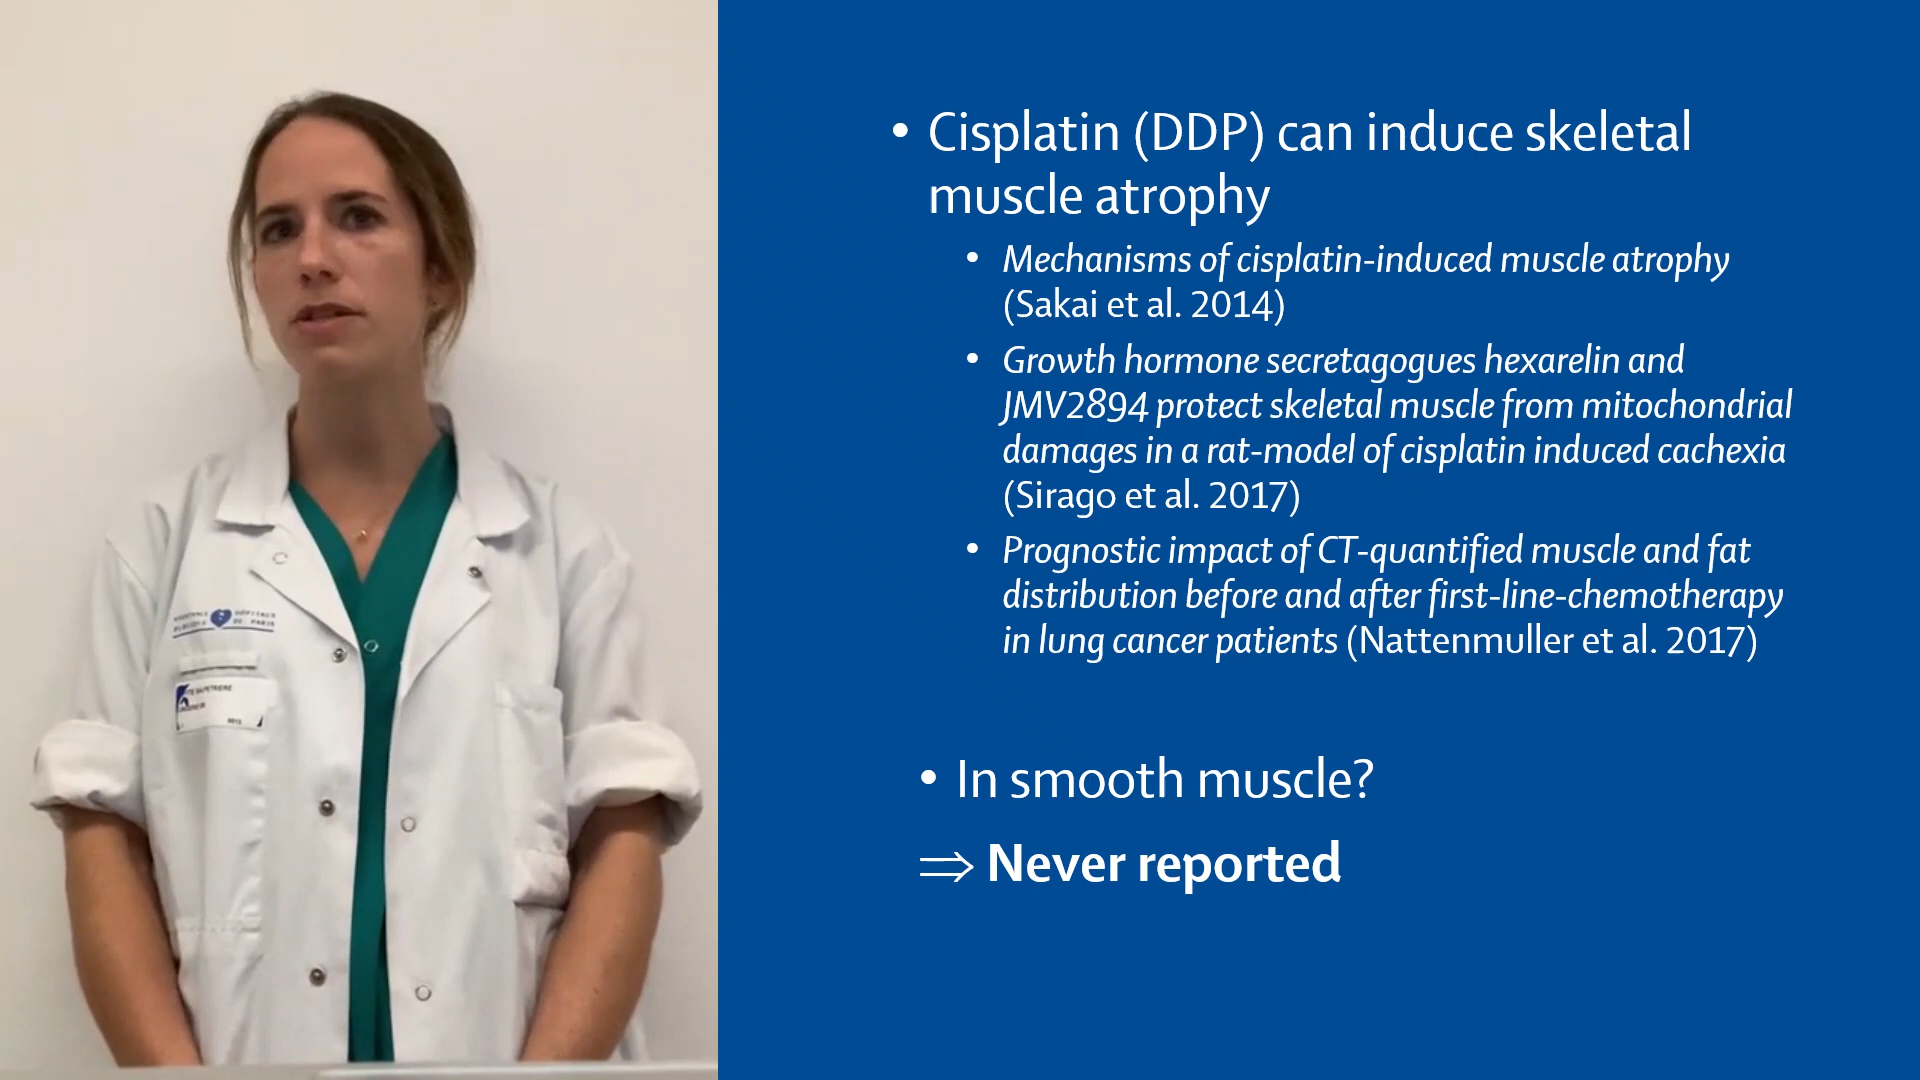 • Cisplatin (DDP) can induce skeletal
muscle atrophy
• Mechanisms of cisplatin-induced muscle atrophy
(Sakai et al. 2014)
• Growth hormone secretagogues hexarelin and
JMV2894 protect skeletal muscle from mitochondrial
damages in a rat-model of cisplatin induced cachexia
(Sirago et al. 2017)
• Prognostic impact of CT-quantified muscle and fat
distribution before and after first-line-chemotherapy
in lung cancer patients (Nattenmuller et al. 2017)
• In smooth muscle?
⇒ Never reported
HÔPITAUX
DE PARIS